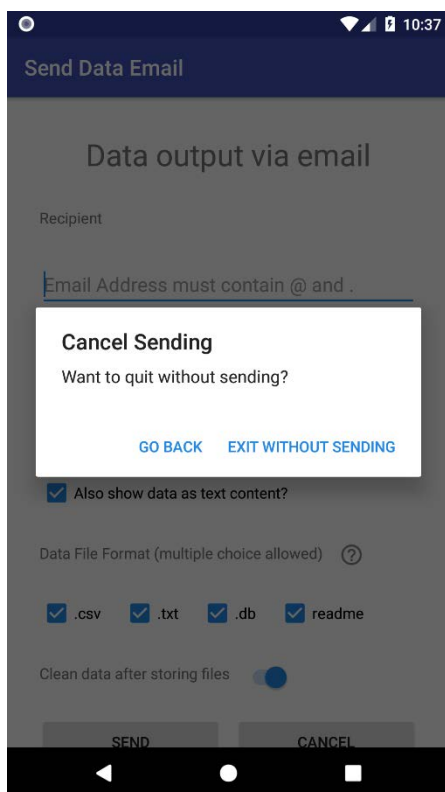 10:37
Send Data Email
Data output via email
Recipient
Email Address must contain @ and .
Cancel Sending
Want to quit without sending?
GO BACK EXIT WITHOUT SENDING
Also show data as text content?
Data File Format (multiple choice allowed) ?
.csv .txt .db readme
Clean data after storing files
SEND CANCEL